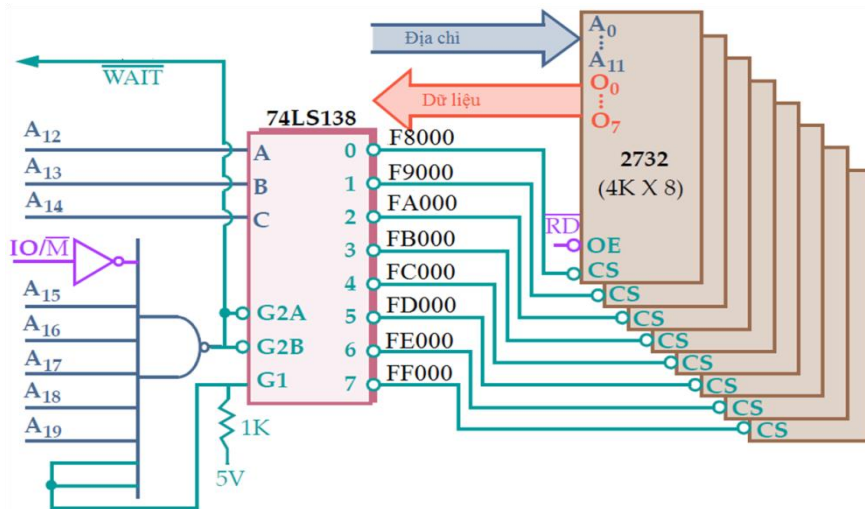 Địa chỉ
Dữ liệu
A0
A11
O0
O7
2732
(4K X 8)
RD
OE
CS
CS
CS
CS
CS
CS
CS
CS
WAIT
74LS138
A12
A13
A14
IO/M
A15
A16
A17
A18
A19
A
B
C
G2A
G2B
G1
0
1
2
3
4
5
6
7
F8000
F9000
FA000
FB000
FC000
FD000
FE000
FF000
1K
5V